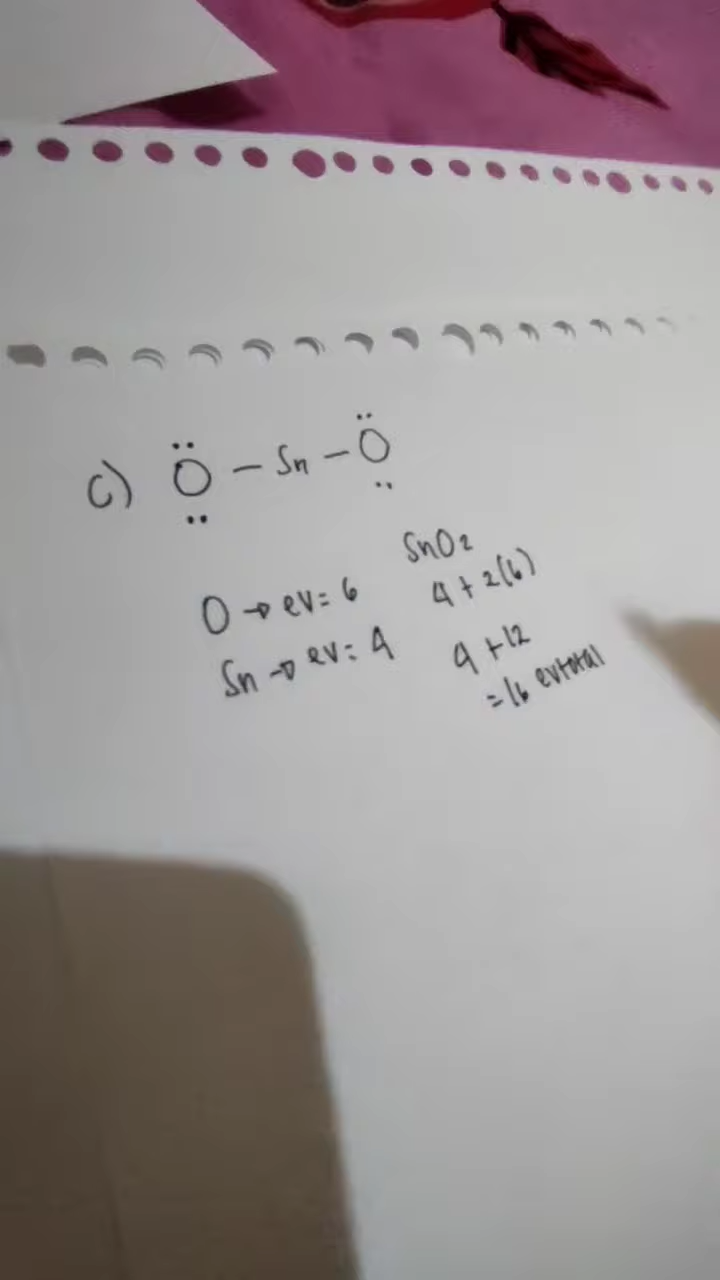 C) Ö – Sn – Ö
SnO2
O → ev = 6
4 + 2(6)
Sn → ev = 4
4 + 12
= 16 evtotal